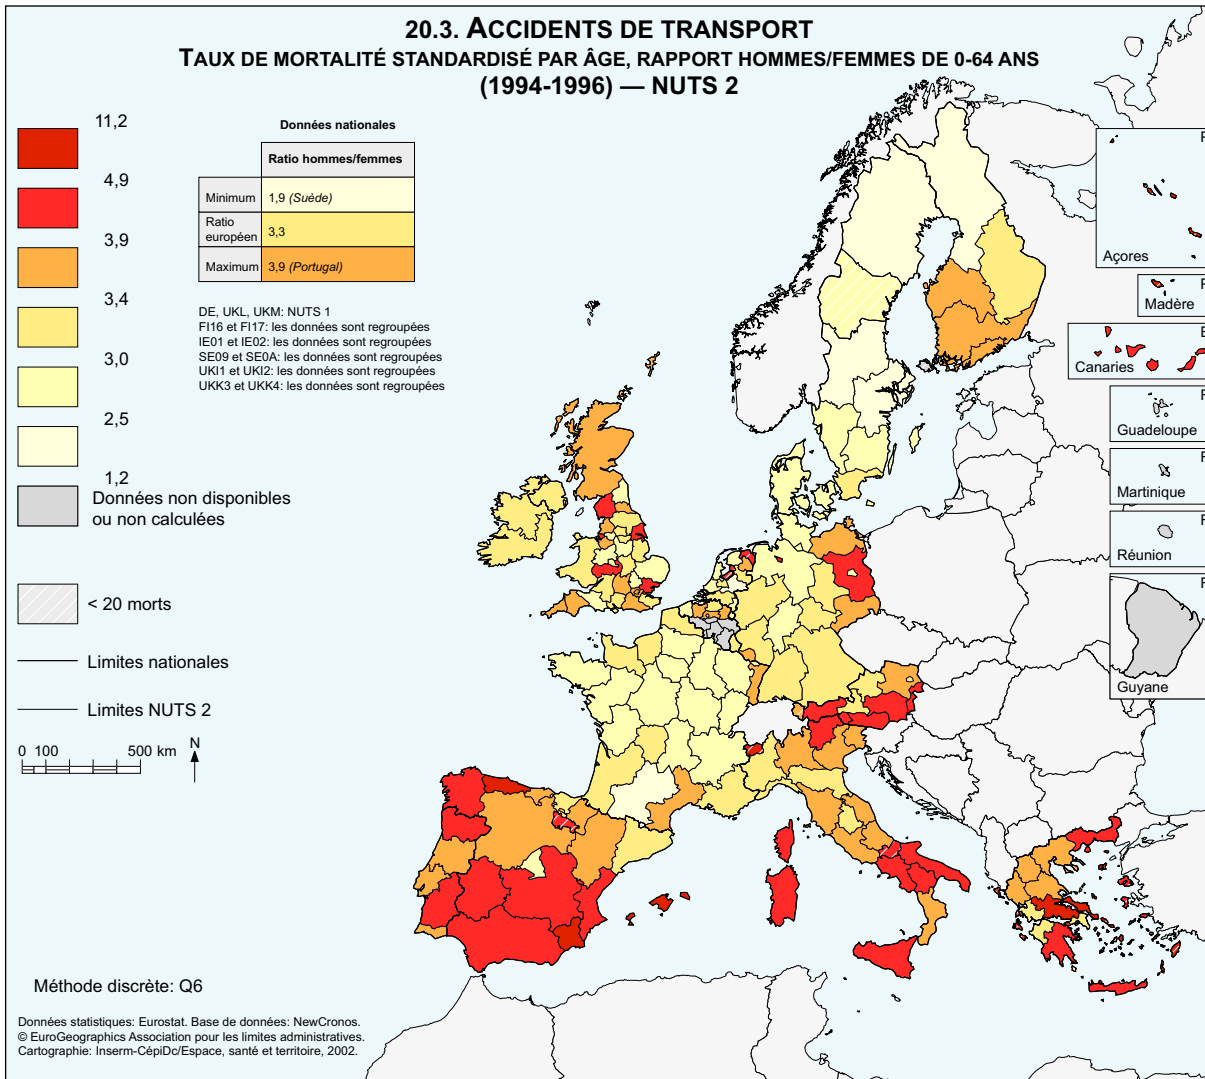 20.3. ACCIDENTS DE TRANSPORT
TAUX DE MORTALITÉ STANDARDISÉ PAR ÂGE, RAPPORT HOMMES/FEMMES DE 0-64 ANS
(1994-1996) — NUTS 2
11,2
4,9
3,9
3,4
3,0
2,5
1,2
Données non disponibles
ou non calculées
< 20 morts
Limites nationales
Limites NUTS 2
0 100 500 km
N
Données nationales
Ratio hommes/femmes
Minimum 1,9 (Suède)
Ratio
européen 3,3
Maximum 3,9 (Portugal)
DE, UKL, UKM: NUTS 1
FI16 et FI17: les données sont regroupées
IE01 et IE02: les données sont regroupées
SE09 et SE0A: les données sont regroupées
UKI1 et UKI2: les données sont regroupées
UKK3 et UKK4: les données sont regroupées
P
Açores
P
Madère
E
Canaries
F
Guadeloupe
F
Martinique
F
Réunion
F
Guyane
Méthode discrète: Q6
Données statistiques: Eurostat. Base de données: NewCronos.
© EuroGeographics Association pour les limites administratives.
Cartographie: Inserm-CépiDc/Espace, santé et territoire, 2002.